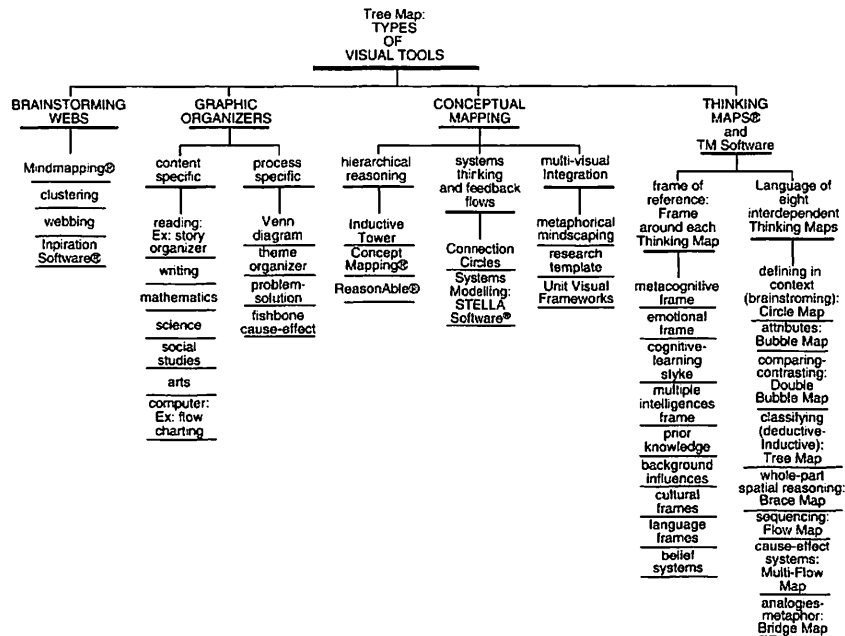 Tree Map:
TYPES
OF
VISUAL TOOLS
BRAINSTORMING
WEBS
Mindmapping®
clustering
webbing
Inpiration
Software®
GRAPHIC
ORGANIZERS
content
specific
reading:
Ex: story
organizer
writing
mathematics
science
social
studies
arts
computer:
Ex: flow
charting
process
specific
Venn
diagram
theme
organizer
problem-
solution
fishbone
cause-effect
CONCEPTUAL
MAPPING
hierarchical
reasoning
Inductive
Tower
Concept
Mapping®
ReasonAble®
systems
thinking
and feedback
flows
Connection
Circles
Systems
Modelling:
STELLA
Software®
multi-visual
Integration
metaphorical
mindscaping
research
template
Unit Visual
Frameworks
THINKING
MAPS®
and
TM Software
frame of
reference:
Frame
around each
Thinking Map
metacognitive
frame
emotional
frame
cognitive-
learning
slyke
multiple
intelligences
frame
prior
knowledge
background
influences
cultural
frames
language
frames
belief
systems
Language of
eight
interdependent
Thinking Maps
defining in
context
(brainstroming):
Circle Map
attributes:
Bubble Map
comparing-
contrasting:
Double
Bubble Map
classifying
(deductive-
Inductive):
Tree Map
whole-part
spatial reasoning:
Brace Map
sequencing:
Flow Map
cause-effect
systems:
Multi-Flow
Map
analogies-
metaphor:
Bridge Map